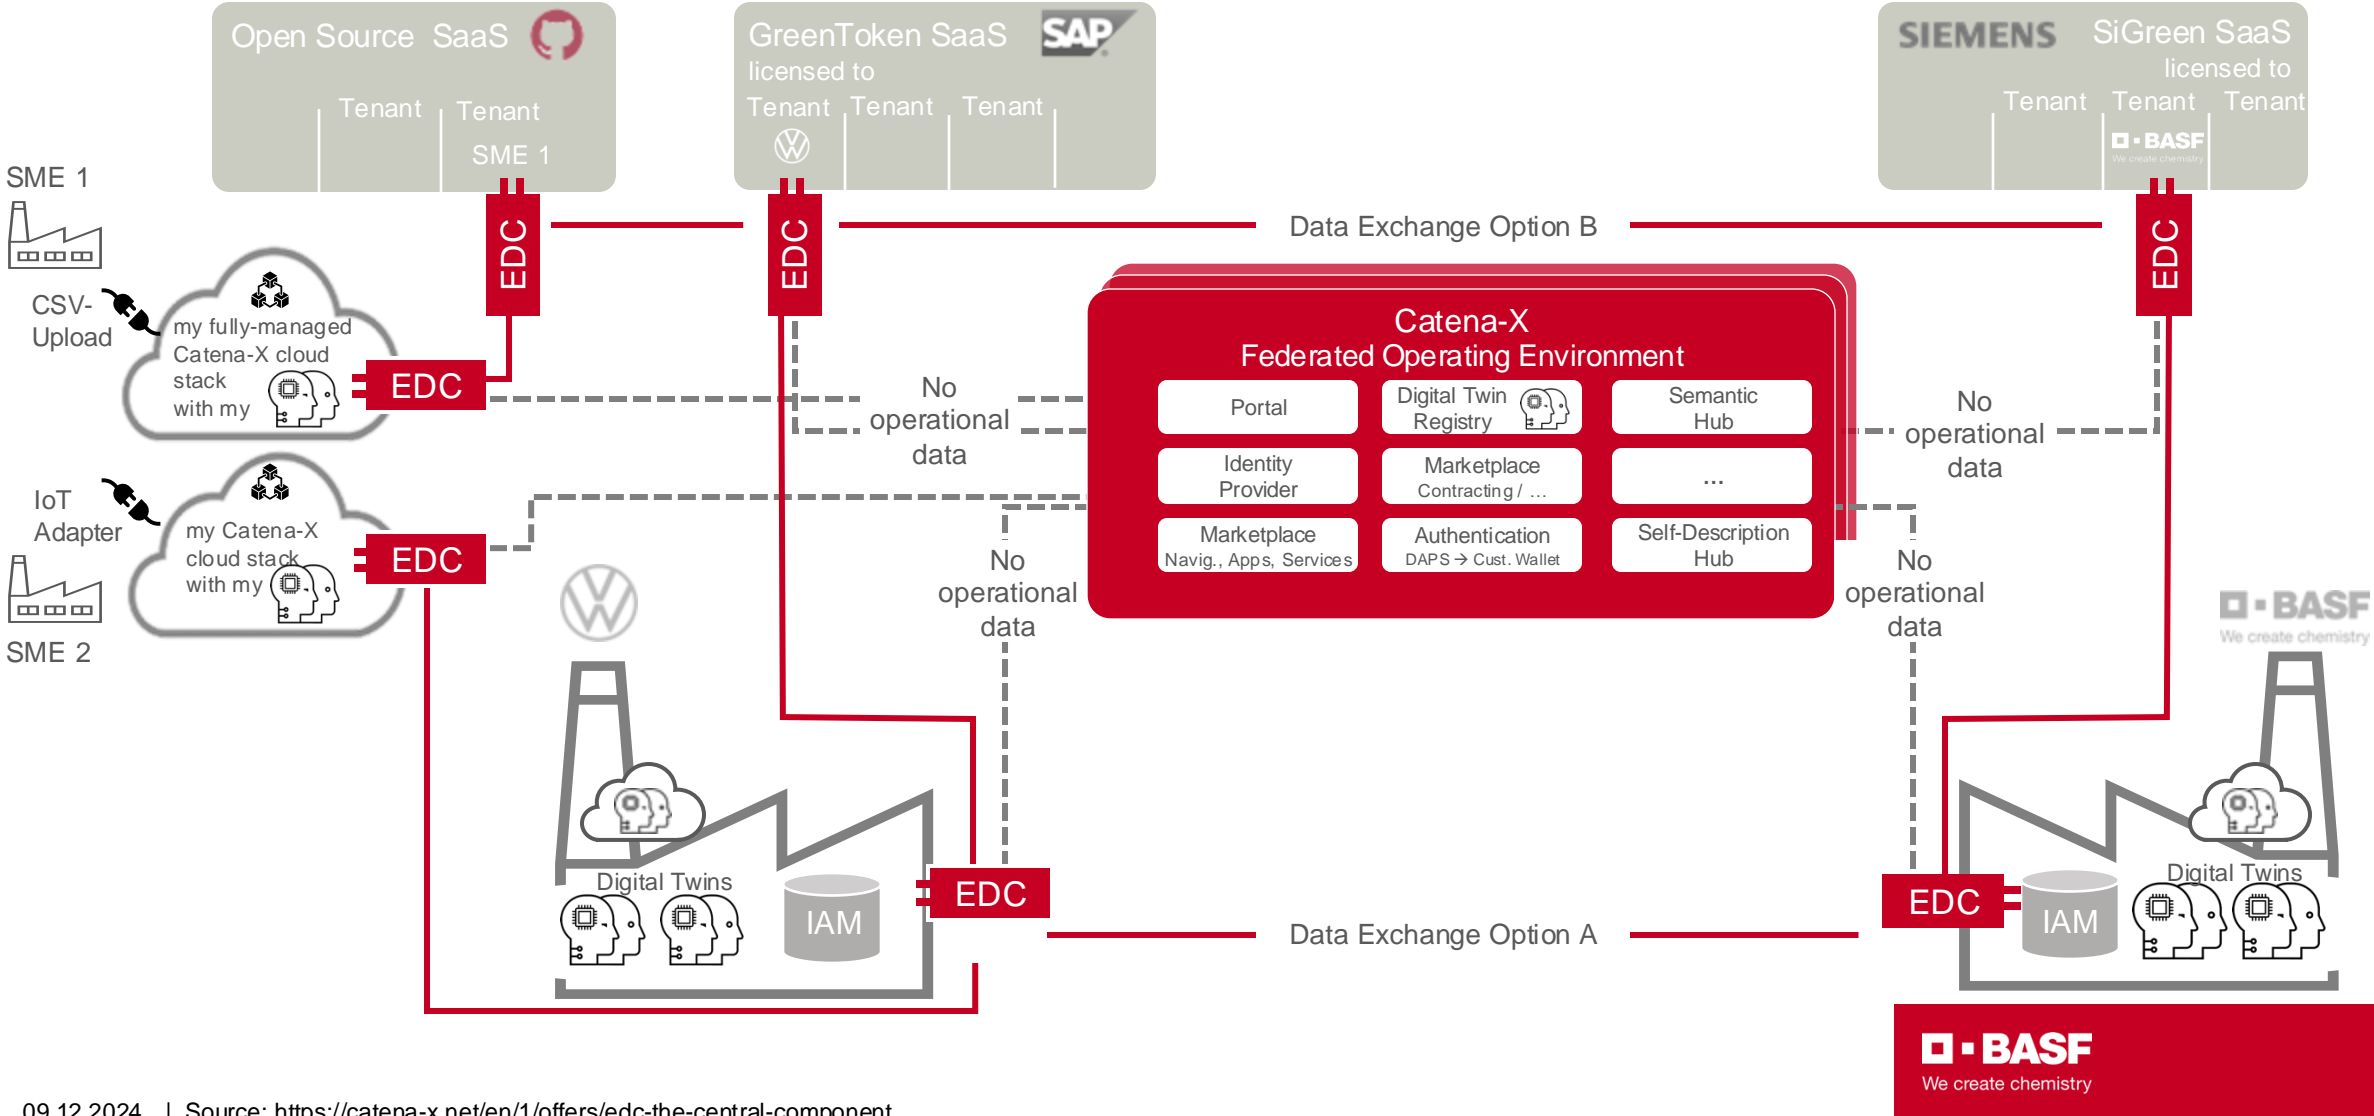 Open Source SaaS
Tenant
Tenant
SME 1
GreenToken SaaS
SAP
licensed to
Tenant
Tenant
Tenant
SIEMENS
SiGreen SaaS
licensed to
Tenant
Tenant
Tenant
BASF
We create chemistry
SME 1
EDC
EDC
Data Exchange Option B
EDC
CSV-
Upload
my fully-managed
Catena-X cloud
stack
with my
EDC
No
operational
data
Catena-X
Federated Operating Environment
Portal
Digital Twin
Registry
Semantic
Hub
Identity
Provider
Marketplace
Contracting / ...
...
Marketplace
Navig., Apps, Services
Authentication
DAPS → Cust. Wallet
Self-Description
Hub
No
operational
data
IoT
Adapter
my Catena-X
cloud stack
with my
EDC
SME 2
No
operational
data
No
operational
data
BASF
We create chemistry
Digital Twins
IAM
EDC
Data Exchange Option A
EDC
IAM
Digital Twins
BASF
We create chemistry
09.12.2024 | Source: https://catena-x.net/en/1/offers/edc-the-central-component